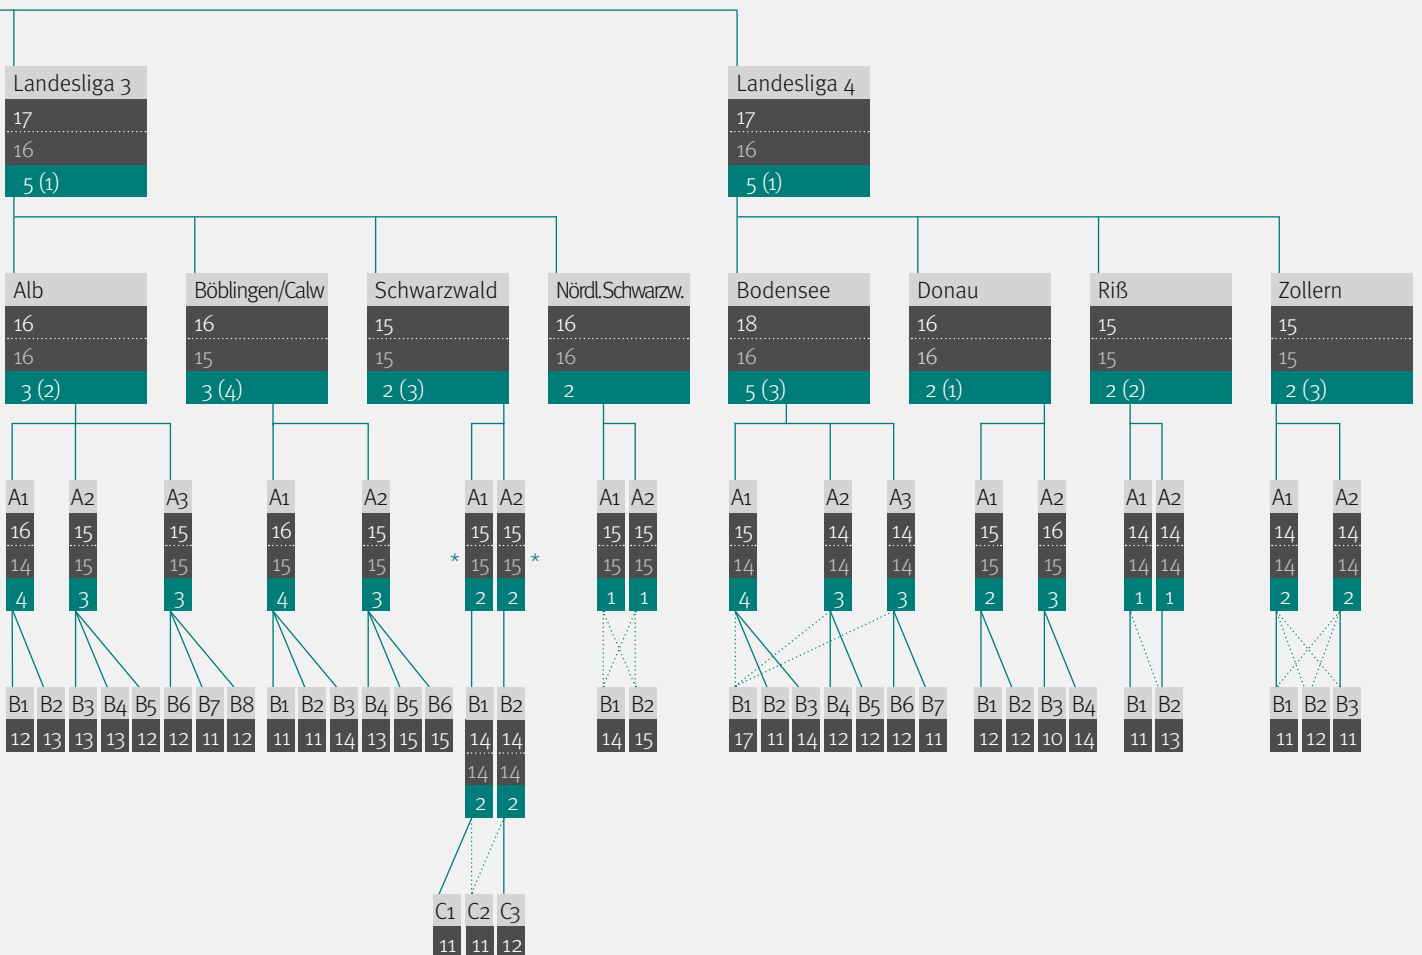 Landesliga 3 Landesliga 4
17 17
16 16
5 (1) 5 (1)
Alb Böblingen/Calw Schwarzwald Nördl.Schwarzw. Bodensee Donau Riß Zollern
16 16 15 16 18 16 15 15
16 15 15 16 16 16 15 15
3 (2) 3 (4) 2 (3) 2 5 (3) 2 (1) 2 (2) 2 (3)
A1 A2 A3 A1 A2 A1 A2 A1 A2 A1 A2 A3 A1 A2 A1 A2 A1 A2
16 15 15 16 15 15 15 15 15 15 14 14 15 16 14 14 14 14
14 15 15 15 15 * 15 15 * 15 15 14 14 14 15 15 14 14 14 14
4 3 3 4 3 2 2 1 1 4 3 3 2 3 1 1 2 2
B1 B2 B3 B4 B5 B6 B7 B8 B1 B2 B3 B4 B5 B6 B1 B2 B1 B2 B1 B2 B3 B4 B5 B6 B7 B1 B2 B3 B4 B1 B2 B1 B2 B3
12 13 13 13 12 12 11 12 11 11 14 13 15 15 14 14 14 15 17 11 14 12 12 12 11 12 12 10 14 11 13 11 12 11
14 14
2 2
C1 C2 C3
11 11 12